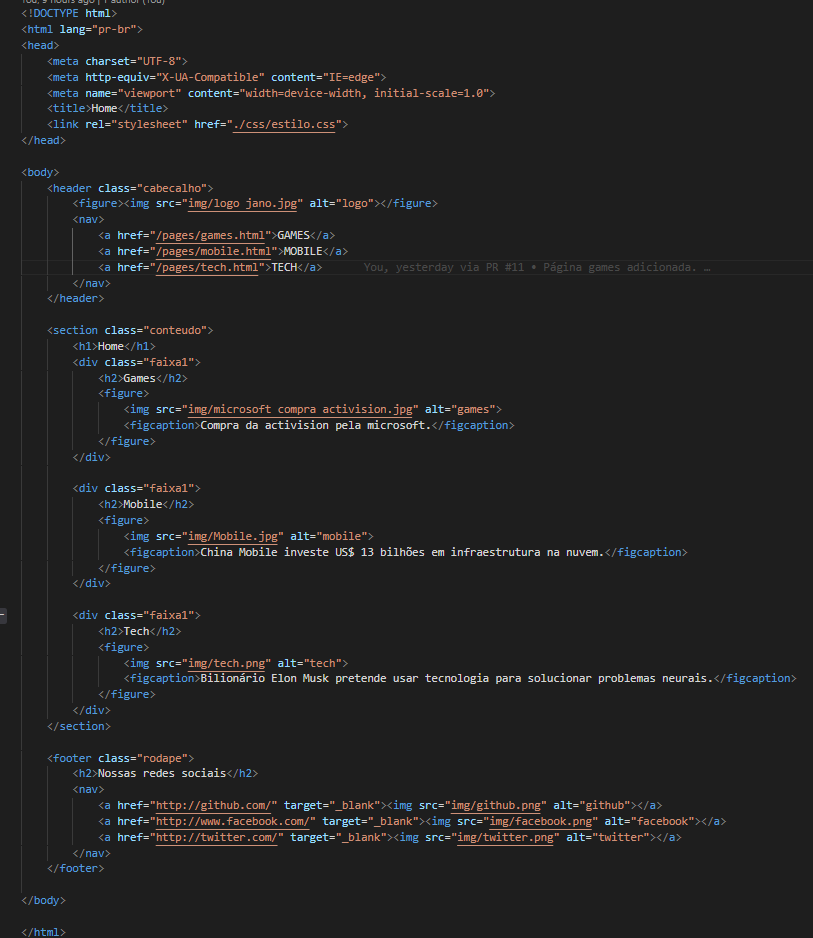 You, 9 hours ago | 1 author (You)
<!DOCTYPE html>
<html lang="pr-br">
<head>
<meta charset="UTF-8">
<meta http-equiv="X-UA-Compatible" content="IE=edge">
<meta name="viewport" content="width=device-width, initial-scale=1.0">
<title>Home</title>
<link rel="stylesheet" href="./css/estilo.css">
</head>
<body>
<header class="cabecalho">
<figure><img src="img/logo jano.jpg" alt="logo"></figure>
<nav>
<a href="/pages/games.html">GAMES</a>
<a href="/pages/mobile.html">MOBILE</a>
<a href="/pages/tech.html">TECH</a> You, yesterday via PR #11 • Página games adicionada. …
</nav>
</header>
<section class="conteudo">
<h1>Home</h1>
<div class="faixa1">
<h2>Games</h2>
<figure>
<img src="img/microsoft compra activision.jpg" alt="games">
<figcaption>Compra da activision pela microsoft.</figcaption>
</figure>
</div>
<div class="faixa1">
<h2>Mobile</h2>
<figure>
<img src="img/Mobile.jpg" alt="mobile">
<figcaption>China Mobile investe US$ 13 bilhões em infraestrutura na nuvem.</figcaption>
</figure>
</div>
<div class="faixa1">
<h2>Tech</h2>
<figure>
<img src="img/tech.png" alt="tech">
<figcaption>Bilionário Elon Musk pretende usar tecnologia para solucionar problemas neurais.</figcaption>
</figure>
</div>
</section>
<footer class="rodape">
<h2>Nossas redes sociais</h2>
<nav>
<a href="http://github.com/" target="_blank"><img src="img/github.png" alt="github"></a>
<a href="http://www.facebook.com/" target="_blank"><img src="img/facebook.png" alt="facebook"></a>
<a href="http://twitter.com/" target="_blank"><img src="img/twitter.png" alt="twitter"></a>
</nav>
</footer>
</body>
</html>